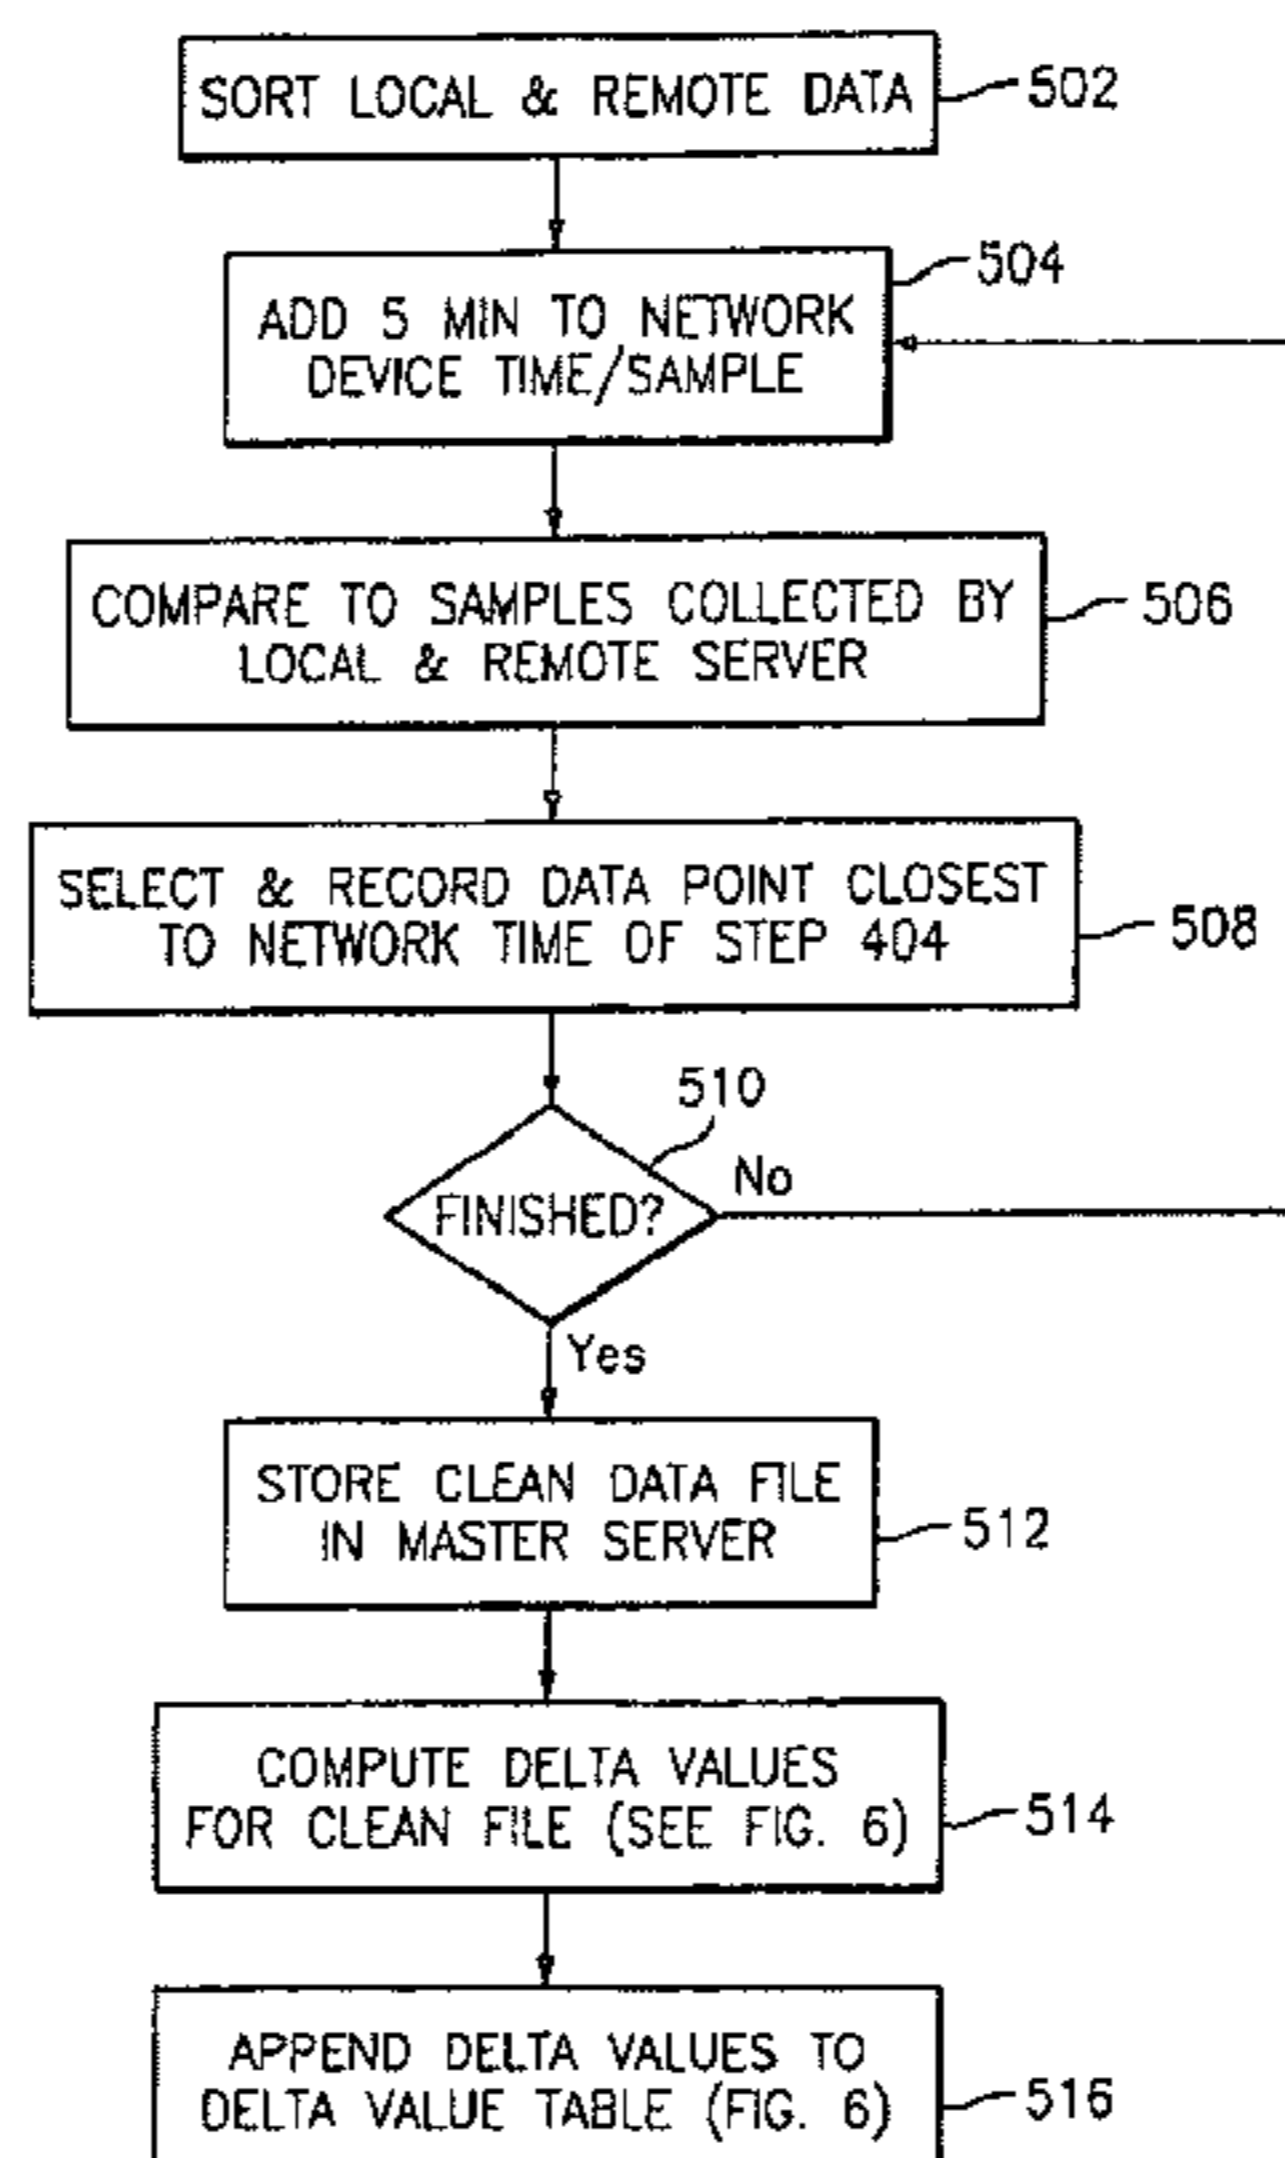 SORT LOCAL & REMOTE DATA
502
504
ADD 5 MIN TO NETWORK
DEVICE TIME/SAMPLE
COMPARE TO SAMPLES COLLECTED BY
LOCAL & REMOTE SERVER
506
SELECT & RECORD DATA POINT CLOSEST
TO NETWORK TIME OF STEP 404
508
510
No
FINISHED?
Yes
STORE CLEAN DATA FILE
IN MASTER SERVER
512
COMPUTE DELTA VALUES
FOR CLEAN FILE (SEE FIG. 6)
514
APPEND DELTA VALUES TO
DELTA VALUE TABLE (FIG. 6)
516